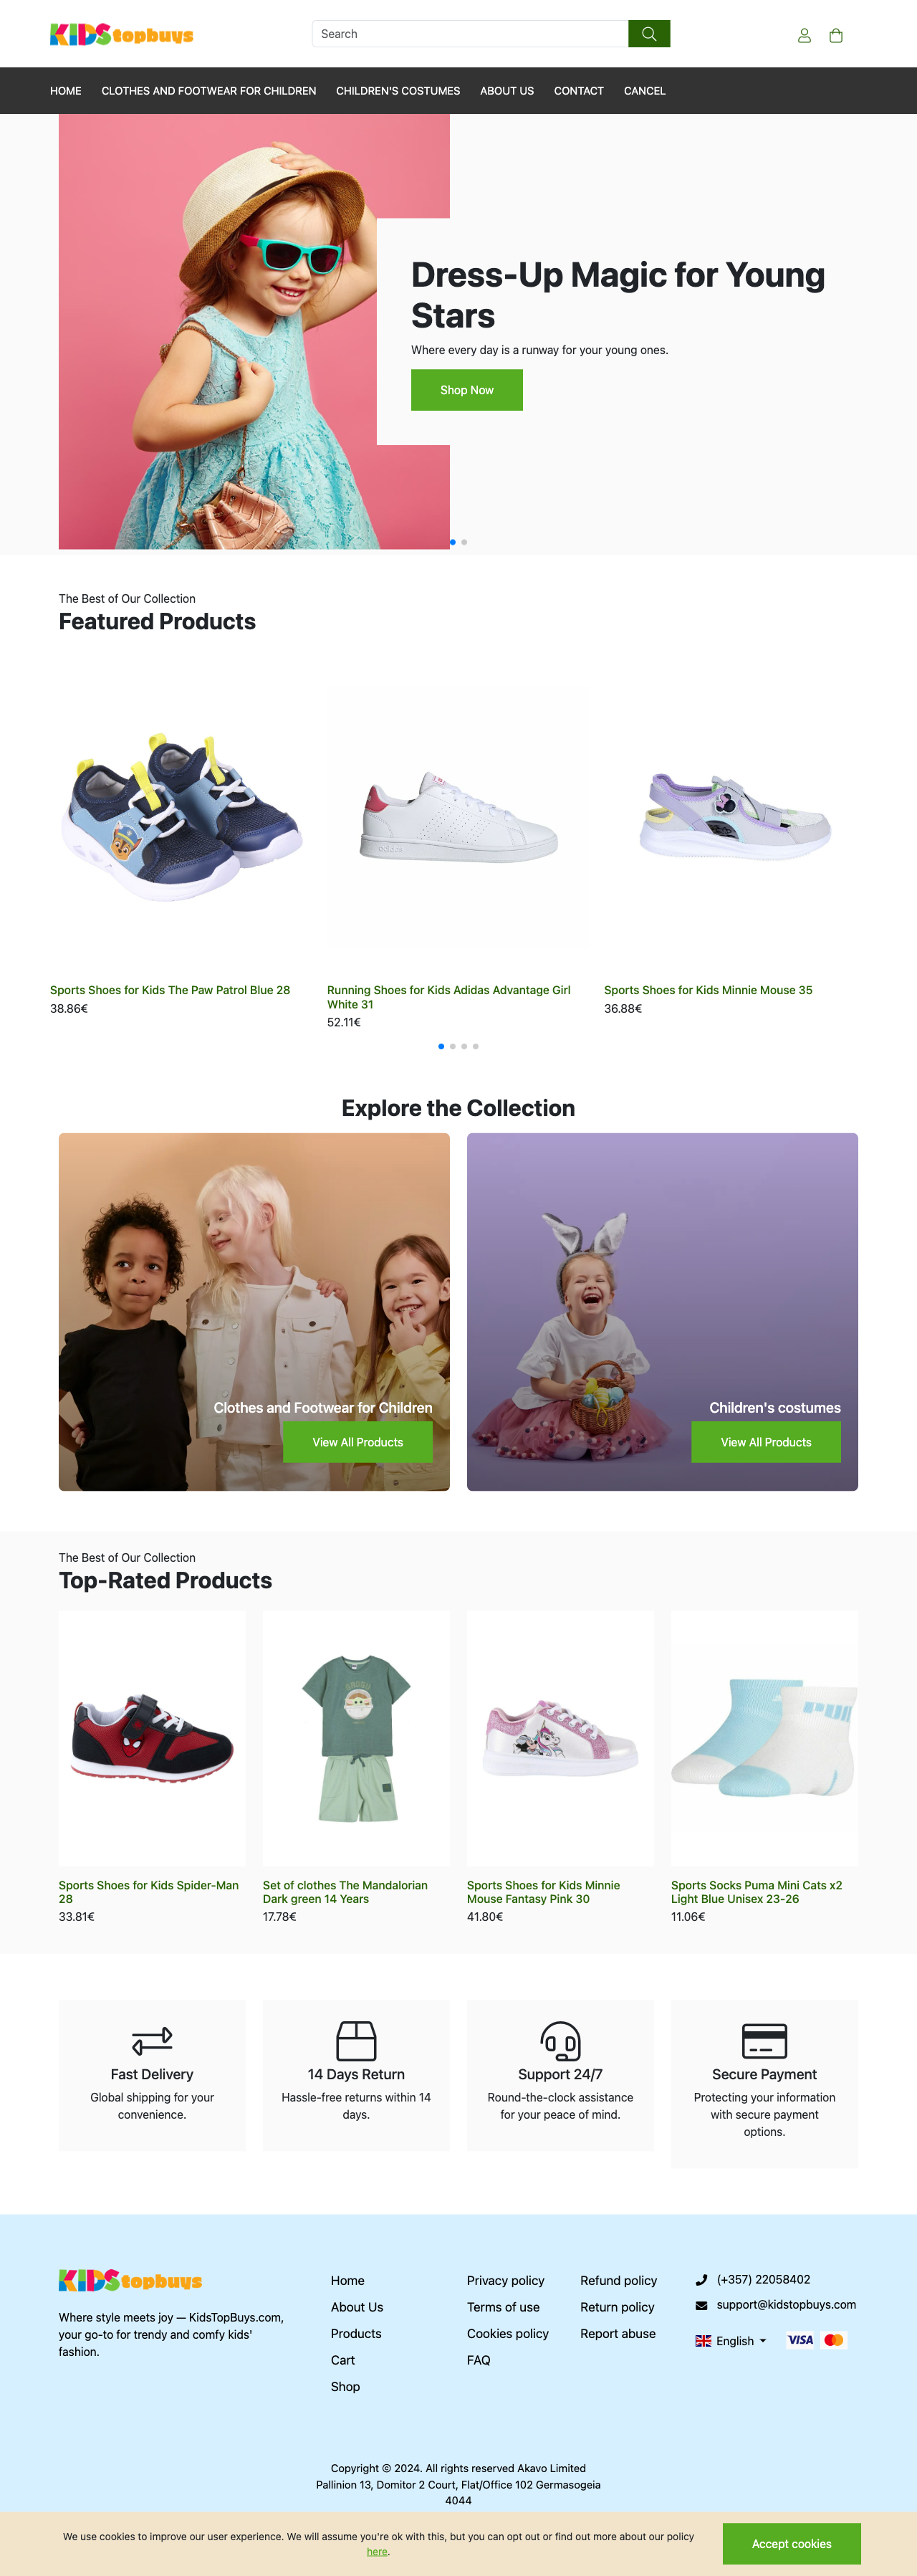 KIDS topbuys
Search
HOME CLOTHES AND FOOTWEAR FOR CHILDREN CHILDREN'S COSTUMES ABOUT US CONTACT CANCEL
Dress-Up Magic for Young
Stars
Where every day is a runway for your young ones.
Shop Now
The Best of Our Collection
Featured Products
adidas
Sports Shoes for Kids The Paw Patrol Blue 28
38.86€
Running Shoes for Kids Adidas Advantage Girl
White 31
52.11€
Sports Shoes for Kids Minnie Mouse 35
36.88€
Explore the Collection
Clothes and Footwear for Children
View All Products
Children's costumes
View All Products
The Best of Our Collection
Top-Rated Products
Sports Shoes for Kids Spider-Man
28
33.81€
Set of clothes The Mandalorian
Dark green 14 Years
17.78€
Sports Shoes for Kids Minnie
Mouse Fantasy Pink 30
41.80€
Sports Socks Puma Mini Cats x2
Light Blue Unisex 23-26
11.06€
Fast Delivery
Global shipping for your
convenience.
14 Days Return
Hassle-free returns within 14
days.
Support 24/7
Round-the-clock assistance
for your peace of mind.
Secure Payment
Protecting your information
with secure payment
options.
KIDS topbuys
Where style meets joy — KidsTopBuys.com,
your go-to for trendy and comfy kids'
fashion.
Home
About Us
Products
Cart
Shop
Privacy policy
Terms of use
Cookies policy
FAQ
Refund policy
Return policy
Report abuse
(+357) 22058402
support@kidstopbuys.com
English
VISA
Copyright © 2024. All rights reserved Akavo Limited
Pallinion 13, Domitor 2 Court, Flat/Office 102 Germasogeia
4044
We use cookies to improve our user experience. We will assume you're ok with this, but you can opt out or find out more about our policy
here.
Accept cookies